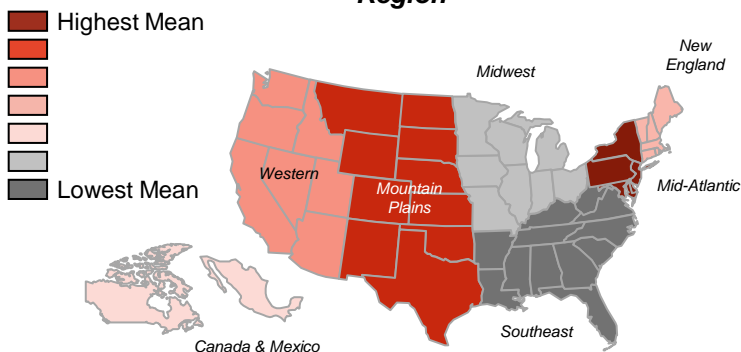 Region
Highest Mean
New
England
Midwest
Western
Mountain
Plains
Mid-Atlantic
Lowest Mean
Southeast
Canada & Mexico